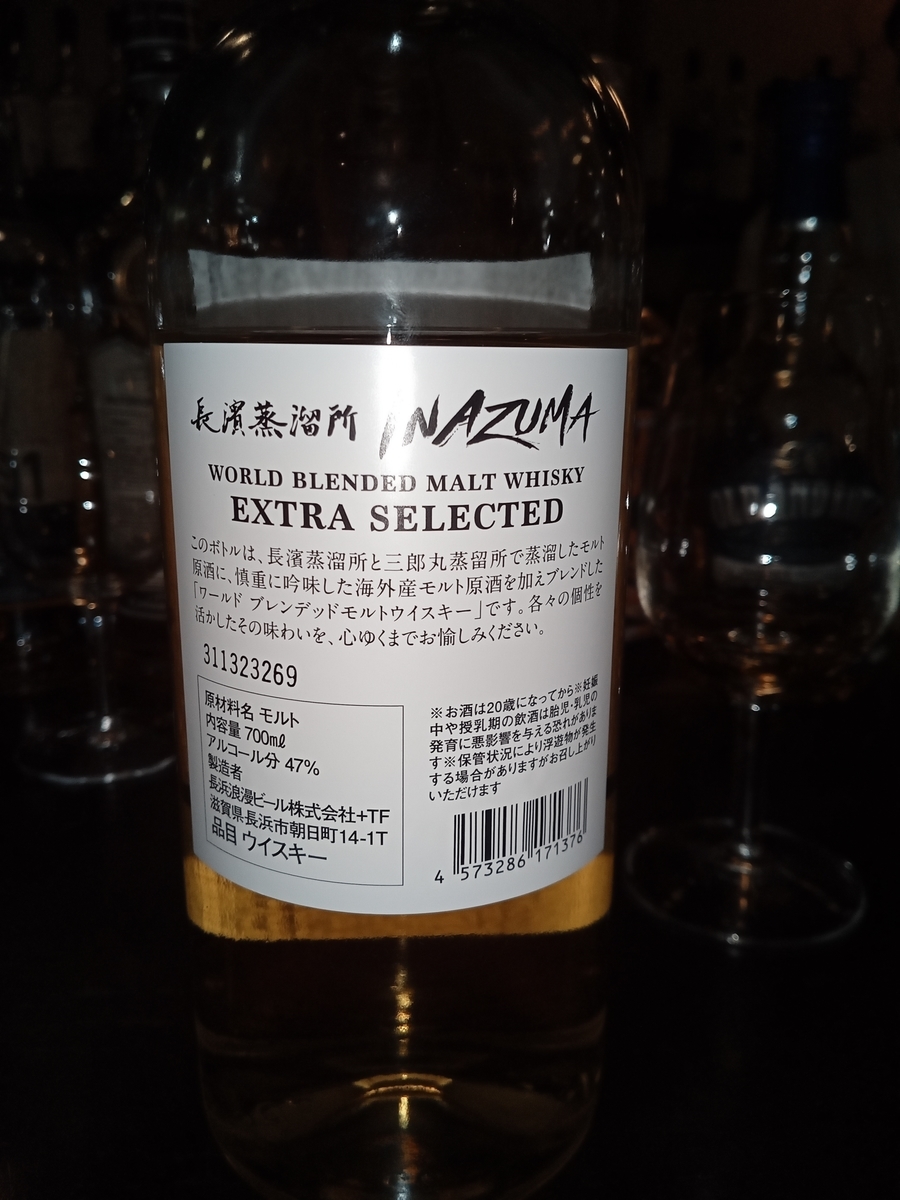 長濱蒸溜所 INAZUMA
WORLD BLENDED MALT WHISKY
EXTRA SELECTED
このボトルは、長濱蒸溜所と三郎丸蒸留所で蒸溜したモルト
原酒に、慎重に吟味した海外産モルト原酒を加えブレンドした
「ワールド ブレンデッドモルトウイスキー」です。各々の個性を
活かしたその味わいを、心ゆくまでお愉しみください。
311323269
原材料名 モルト
内容量 700㎖
アルコール分 47%
製造者
長浜浪漫ビール株式会社+TF
滋賀県長浜市朝日町14-1T
品目 ウイスキー
※お酒は20歳になってから※妊娠
中や授乳期の飲酒は胎児・乳児の
発育に悪影響を与える恐れがありま
す※保管状況により浮遊物が発生
する場合がありますがお召し上がり
いただけます
4 573286 171376